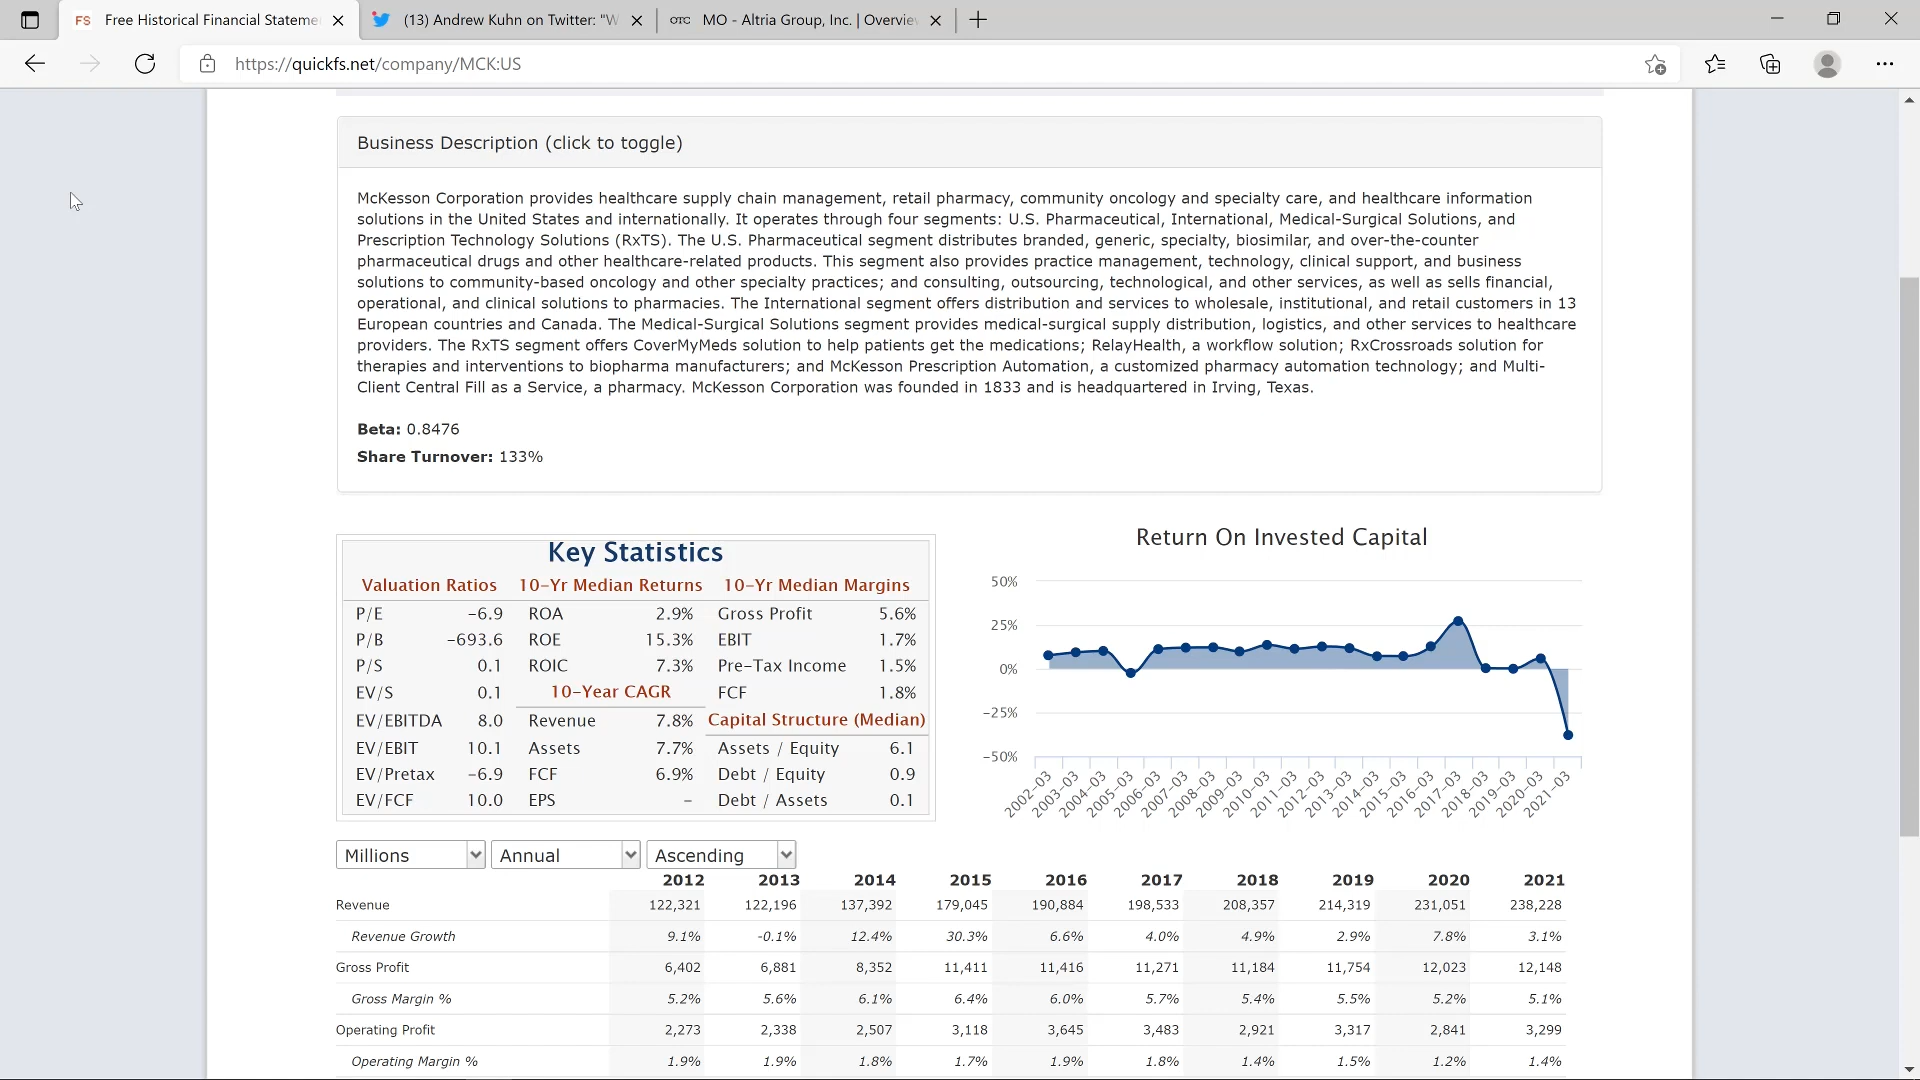 FS Free Historical Financial Stateme
(13) Andrew Kuhn on Twitter: "W
OTC MO - Altria Group, Inc. | Overvie
https://quickfs.net/company/MCK:US
Business Description (click to toggle)
McKesson Corporation provides healthcare supply chain management, retail pharmacy, community oncology and specialty care, and healthcare information
solutions in the United States and internationally. It operates through four segments: U.S. Pharmaceutical, International, Medical-Surgical Solutions, and
Prescription Technology Solutions (RxTS). The U.S. Pharmaceutical segment distributes branded, generic, specialty, biosimilar, and over-the-counter
pharmaceutical drugs and other healthcare-related products. This segment also provides practice management, technology, clinical support, and business
solutions to community-based oncology and other specialty practices; and consulting, outsourcing, technological, and other services, as well as sells financial,
operational, and clinical solutions to pharmacies. The International segment offers distribution and services to wholesale, institutional, and retail customers in 13
European countries and Canada. The Medical-Surgical Solutions segment provides medical-surgical supply distribution, logistics, and other services to healthcare
providers. The RxTS segment offers CoverMyMeds solution to help patients get the medications; RelayHealth, a workflow solution; RxCrossroads solution for
therapies and interventions to biopharma manufacturers; and McKesson Prescription Automation, a customized pharmacy automation technology; and Multi-
Client Central Fill as a Service, a pharmacy. McKesson Corporation was founded in 1833 and is headquartered in Irving, Texas.
Beta: 0.8476
Share Turnover: 133%
Key Statistics
Valuation Ratios 10-Yr Median Returns 10-Yr Median Margins
P/E -6.9 ROA 2.9% Gross Profit 5.6%
P/B -693.6 ROE 15.3% EBIT 1.7%
P/S 0.1 ROIC 7.3% Pre-Tax Income 1.5%
EV/S 0.1 10-Year CAGR FCF 1.8%
EV/EBITDA 8.0 Revenue 7.8% Capital Structure (Median)
EV/EBIT 10.1 Assets 7.7% Assets / Equity 6.1
EV/Pretax -6.9 FCF 6.9% Debt / Equity 0.9
EV/FCF 10.0 EPS - Debt / Assets 0.1
Return On Invested Capital
50%
25%
0%
-25%
-50%
2002-03 2003-03 2004-03 2005-03 2006-03 2007-03 2008-03 2009-03 2010-03 2011-03 2012-03 2013-03 2014-03 2015-03 2016-03 2017-03 2018-03 2019-03 2020-03 2021-03
Millions Annual Ascending
2012 2013 2014 2015 2016 2017 2018 2019 2020 2021
Revenue 122,321 122,196 137,392 179,045 190,884 198,533 208,357 214,319 231,051 238,228
Revenue Growth 9.1% -0.1% 12.4% 30.3% 6.6% 4.0% 4.9% 2.9% 7.8% 3.1%
Gross Profit 6,402 6,881 8,352 11,411 11,416 11,271 11,184 11,754 12,023 12,148
Gross Margin % 5.2% 5.6% 6.1% 6.4% 6.0% 5.7% 5.4% 5.5% 5.2% 5.1%
Operating Profit 2,273 2,338 2,507 3,118 3,645 3,483 2,921 3,317 2,841 3,299
Operating Margin % 1.9% 1.9% 1.8% 1.7% 1.9% 1.8% 1.4% 1.5% 1.2% 1.4%